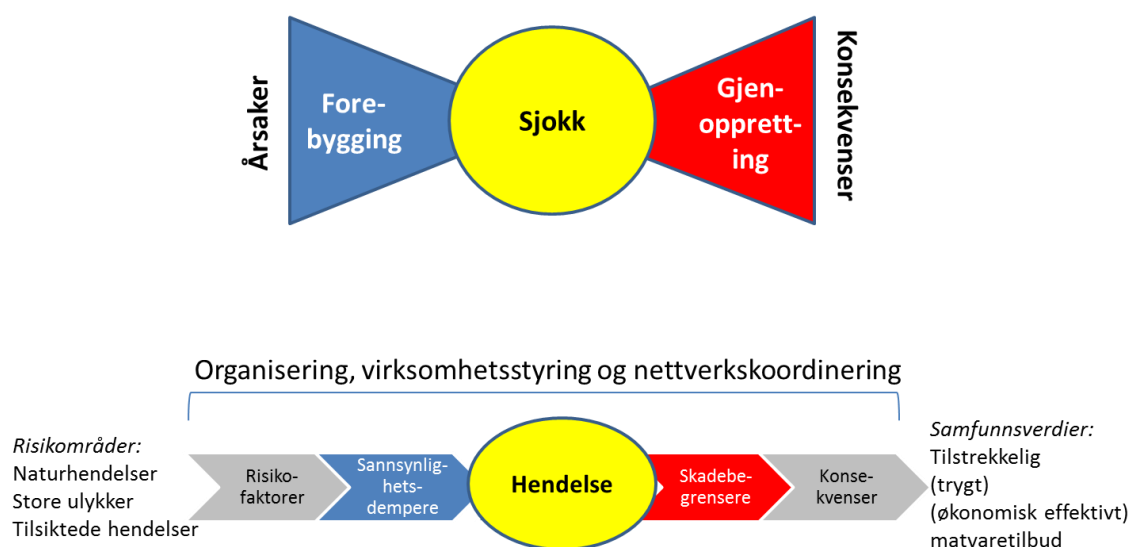 Årsaker
Fore-
bygging
Sjokk
Gjen-
opprett-
ing
Konsekvenser
Organisering, virksomhetsstyring og nettverkskoordinering
Risikområder:
Naturhendelser
Store ulykker
Tilsiktede hendelser
Risiko-
faktorer
Sannsynlig-
hets-
dempere
Hendelse
Skadebe-
grensere
Konse-
kvenser
Samfunnsverdier:
Tilstrekkelig
(trygt)
(økonomisk effektivt)
matvaretilbud